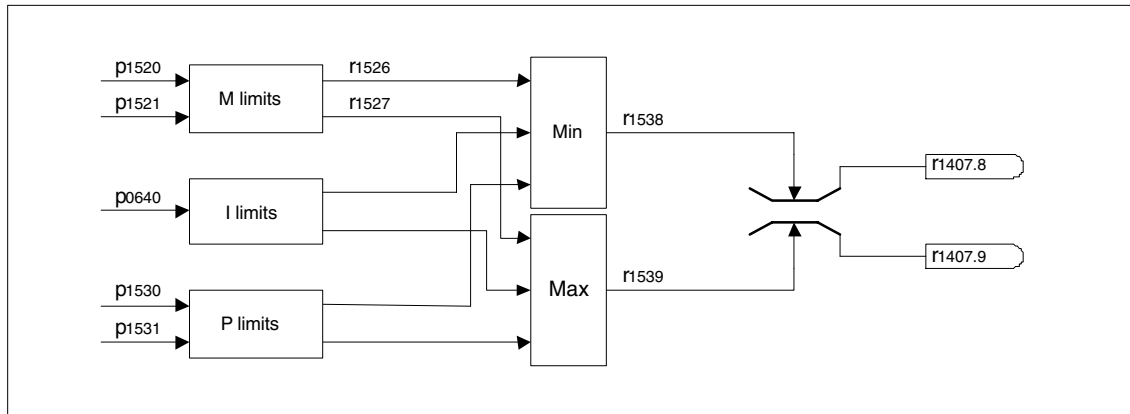 p1520
p1521
M limits
r1526
r1527
p0640
I limits
p1530
p1531
P limits
Min
Max
r1538
r1539
r1407.8
r1407.9